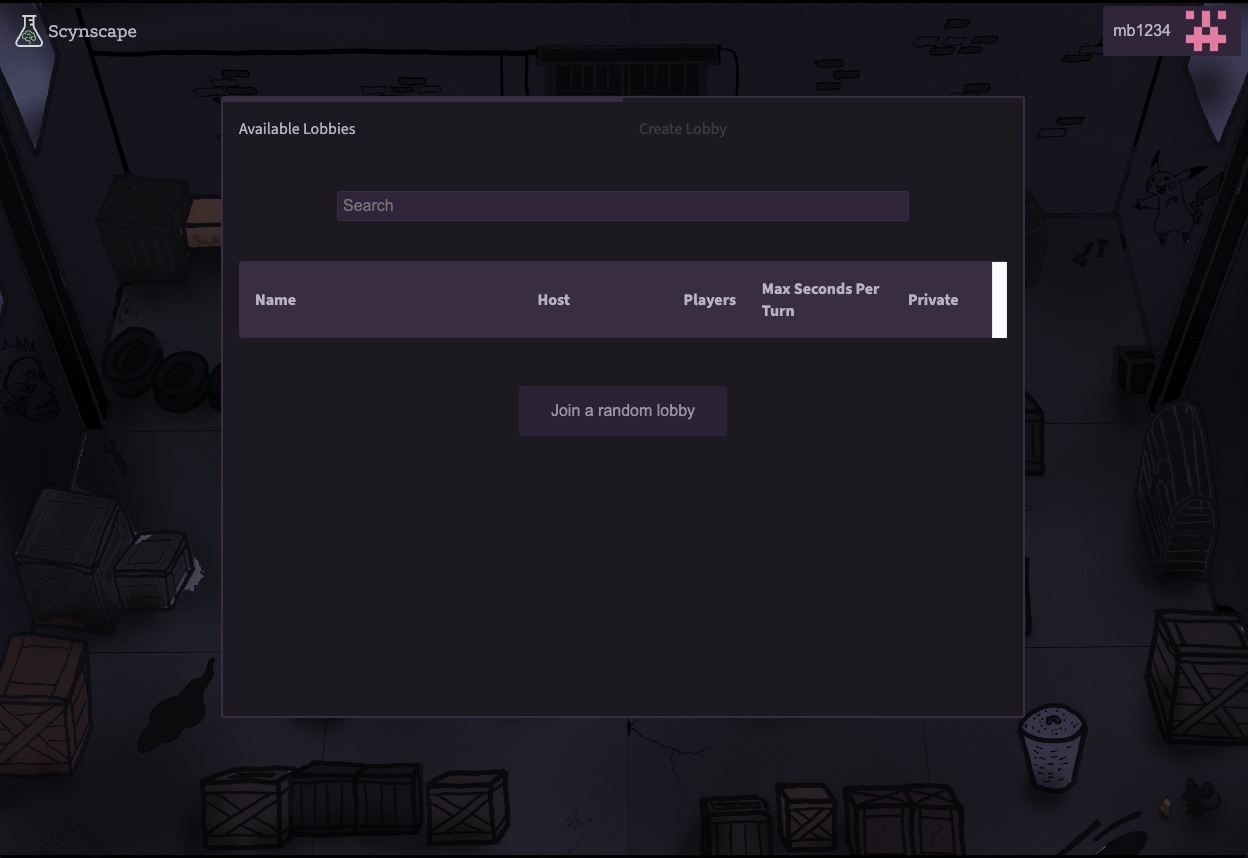 Scynscape
mb1234
Available Lobbies
Create Lobby
Search
Name
Host
Players
Max Seconds Per
Turn
Private
Join a random lobby